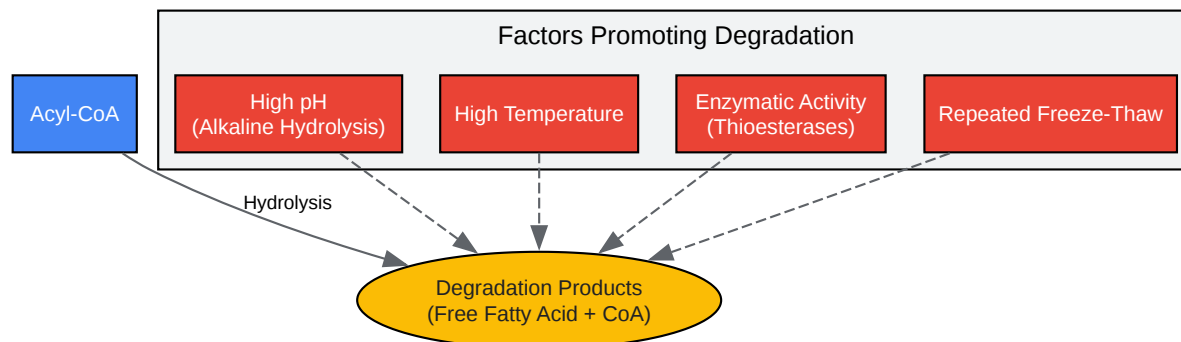 Factors Promoting Degradation
Acyl-CoA
High pH
(Alkaline Hydrolysis)
High Temperature
Enzymatic Activity
(Thioesterases)
Repeated Freeze-Thaw
Hydrolysis
Degradation Products
(Free Fatty Acid + CoA)